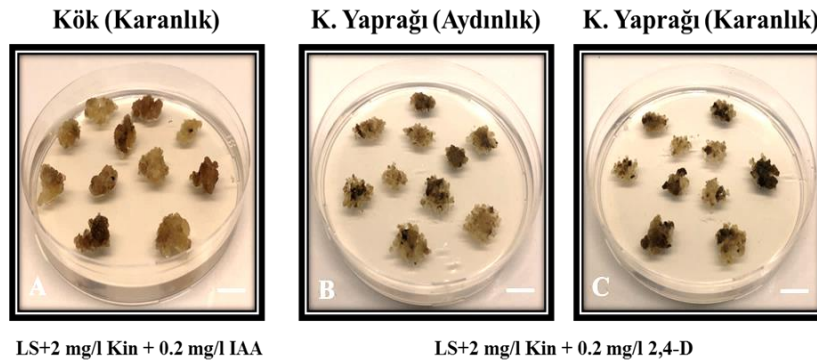 Kök (Karanlık)
K. Yaprağı (Aydınlık)
K. Yaprağı (Karanlık)
A
B
C
LS+2 mg/l Kin + 0.2 mg/l IAA
LS+2 mg/l Kin + 0.2 mg/l 2,4-D